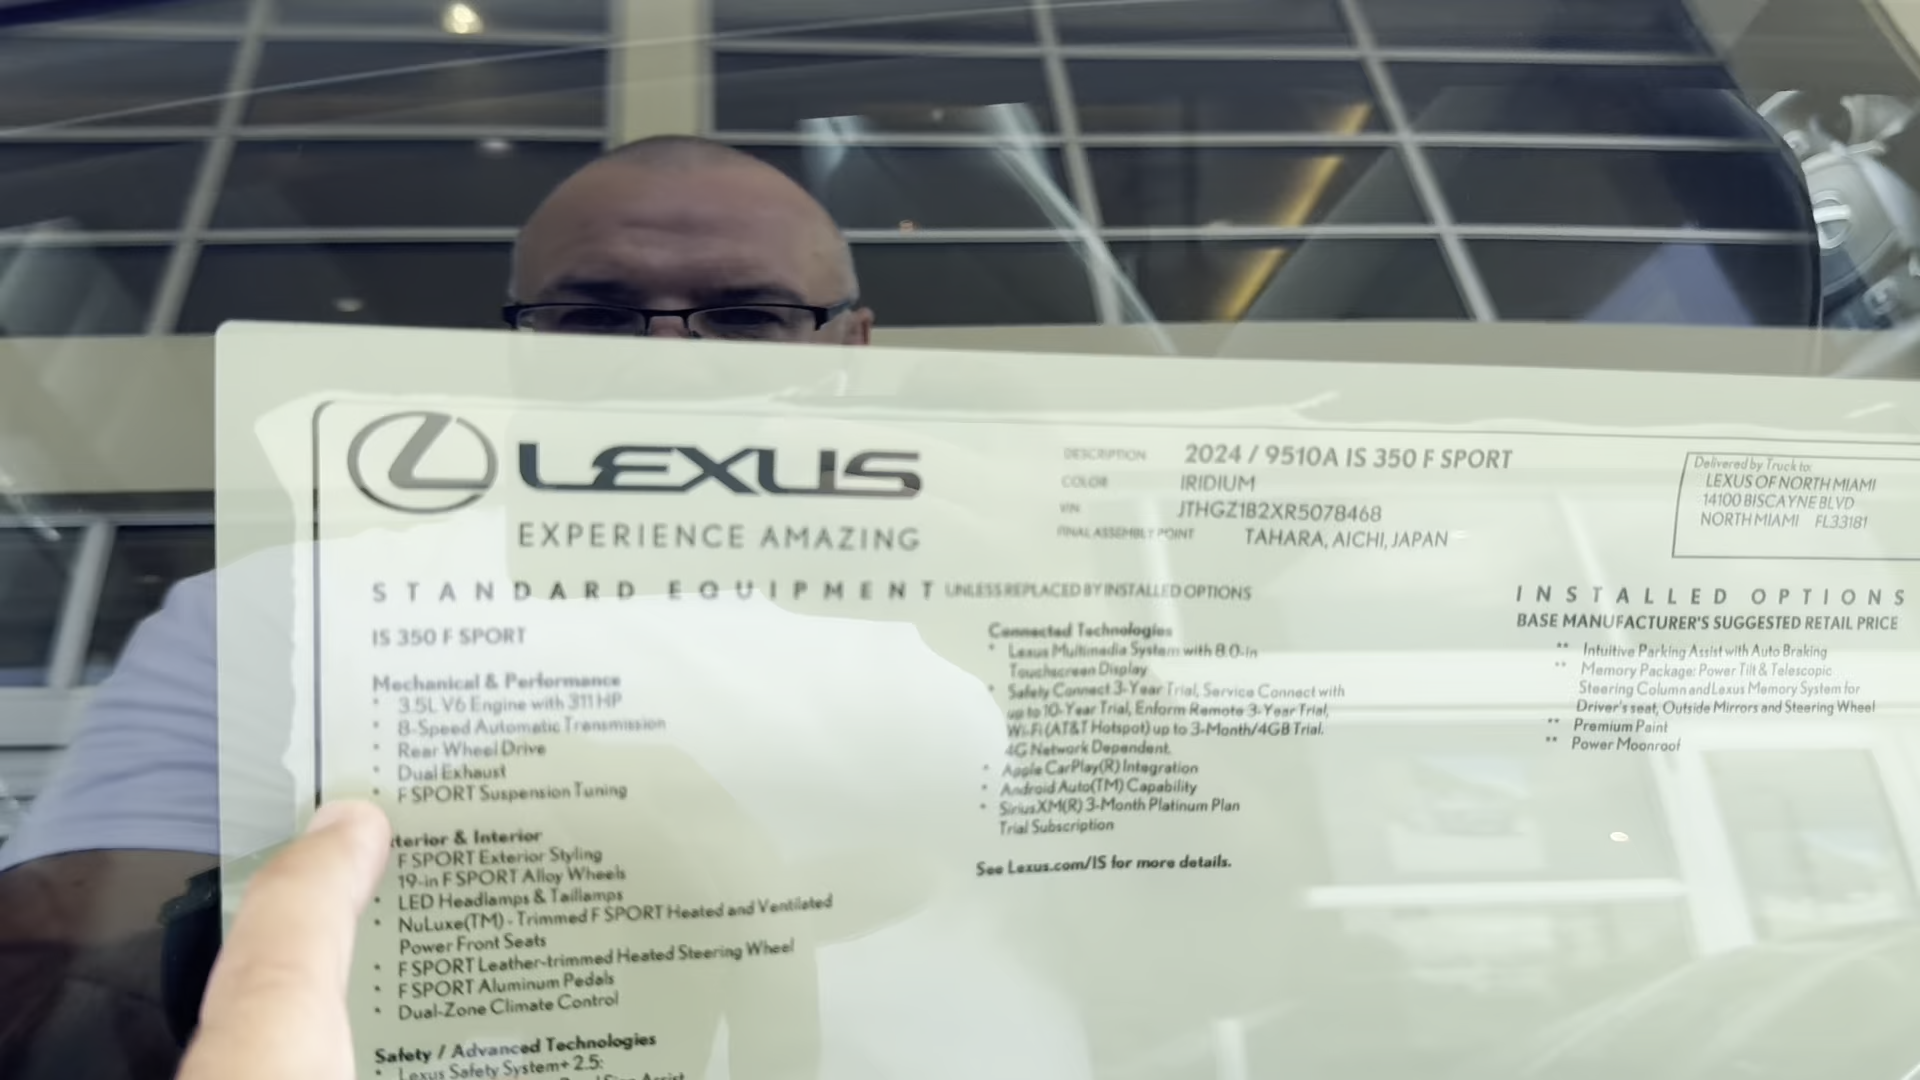 LEXUS
EXPERIENCE AMAZING
DESCRIPTION 2024 / 9510A IS 350 F SPORT
COLOR IRIDIUM
VIN JTHGZ1B2XR5078468
FINAL ASSEMBLY POINT TAHARA, AICHI, JAPAN
Delivered by Truck to:
LEXUS OF NORTH MIAMI
14100 BISCAYNE BLVD
NORTH MIAMI FL33181
STANDARD EQUIPMENT UNLESS REPLACED BY INSTALLED OPTIONS
IS 350 F SPORT
Mechanical & Performance
* 3.5L V6 Engine with 311 HP
* 8-Speed Automatic Transmission
* Rear Wheel Drive
* Dual Exhaust
* F SPORT Suspension Tuning
terior & Interior
F SPORT Exterior Styling
19-in F SPORT Alloy Wheels
* LED Headlamps & Taillamps
* NuLuxe(TM) - Trimmed F SPORT Heated and Ventilated
Power Front Seats
* F SPORT Leather-trimmed Heated Steering Wheel
* F SPORT Aluminum Pedals
* Dual-Zone Climate Control
Safety / Advanced Technologies
* Lexus Safety System+ 2.5:
Connected Technologies
* Lexus Multimedia System with 8.0-in
Touchscreen Display
* Safety Connect 3-Year Trial, Service Connect with
up to 10-Year Trial, Enform Remote 3-Year Trial,
Wi-Fi (AT&T Hotspot) up to 3-Month/4GB Trial.
4G Network Dependent.
* Apple CarPlay(R) Integration
* Android Auto(TM) Capability
* SiriusXM(R) 3-Month Platinum Plan
Trial Subscription
See Lexus.com/IS for more details.
INSTALLED OPTIONS
BASE MANUFACTURER'S SUGGESTED RETAIL PRICE
** Intuitive Parking Assist with Auto Braking
** Memory Package: Power Tilt & Telescopic
Steering Column and Lexus Memory System for
Driver's seat, Outside Mirrors and Steering Wheel
** Premium Paint
** Power Moonroof